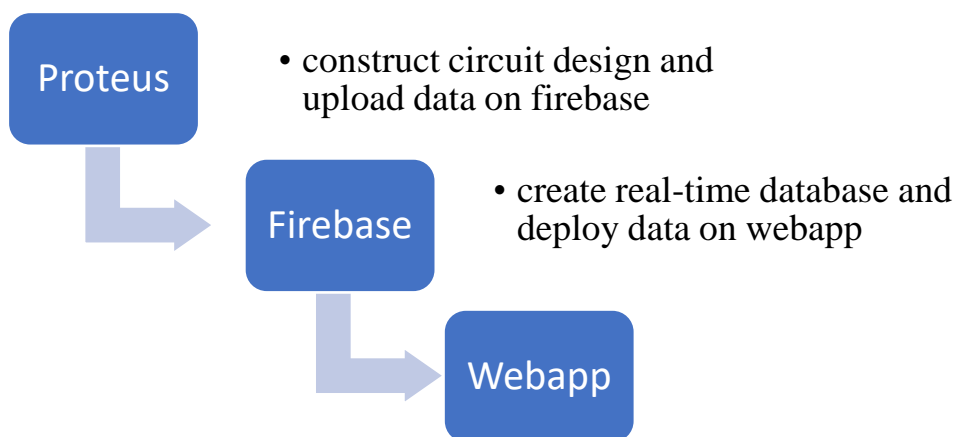 Proteus
• construct circuit design and
upload data on firebase
Firebase
• create real-time database and
deploy data on webapp
Webapp